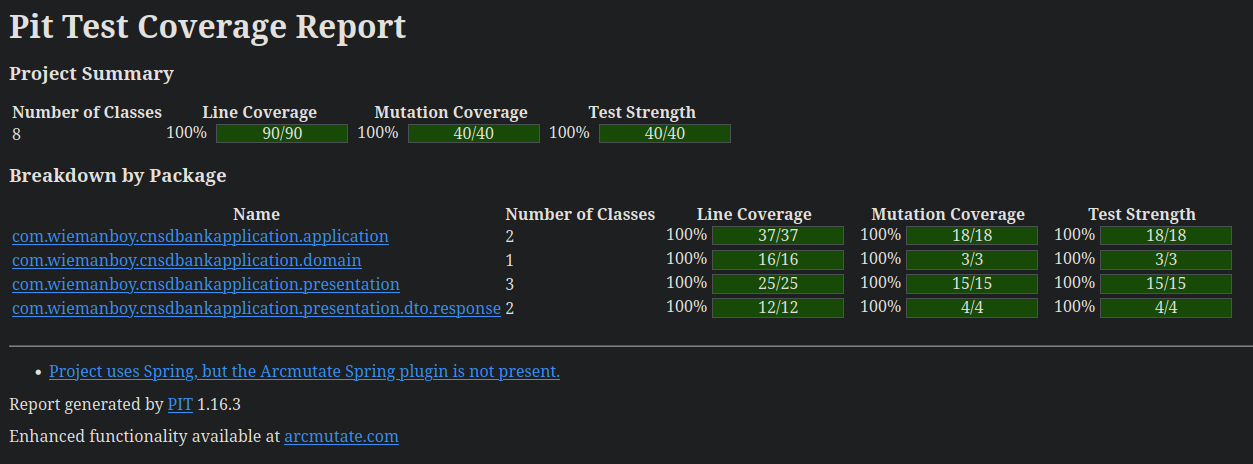 Pit Test Coverage Report
Project Summary
Number of Classes Line Coverage Mutation Coverage Test Strength
8 100% 90/90 100% 40/40 100% 40/40
Breakdown by Package
Name Number of Classes Line Coverage Mutation Coverage Test Strength
com.wiemanboy.cnsdbankapplication.application 2 100% 37/37 100% 18/18 100% 18/18
com.wiemanboy.cnsdbankapplication.domain 1 100% 16/16 100% 3/3 100% 3/3
com.wiemanboy.cnsdbankapplication.presentation 3 100% 25/25 100% 15/15 100% 15/15
com.wiemanboy.cnsdbankapplication.presentation.dto.response 2 100% 12/12 100% 4/4 100% 4/4
• Project uses Spring, but the Arcmutate Spring plugin is not present.
Report generated by PIT 1.16.3
Enhanced functionality available at arcmutate.com